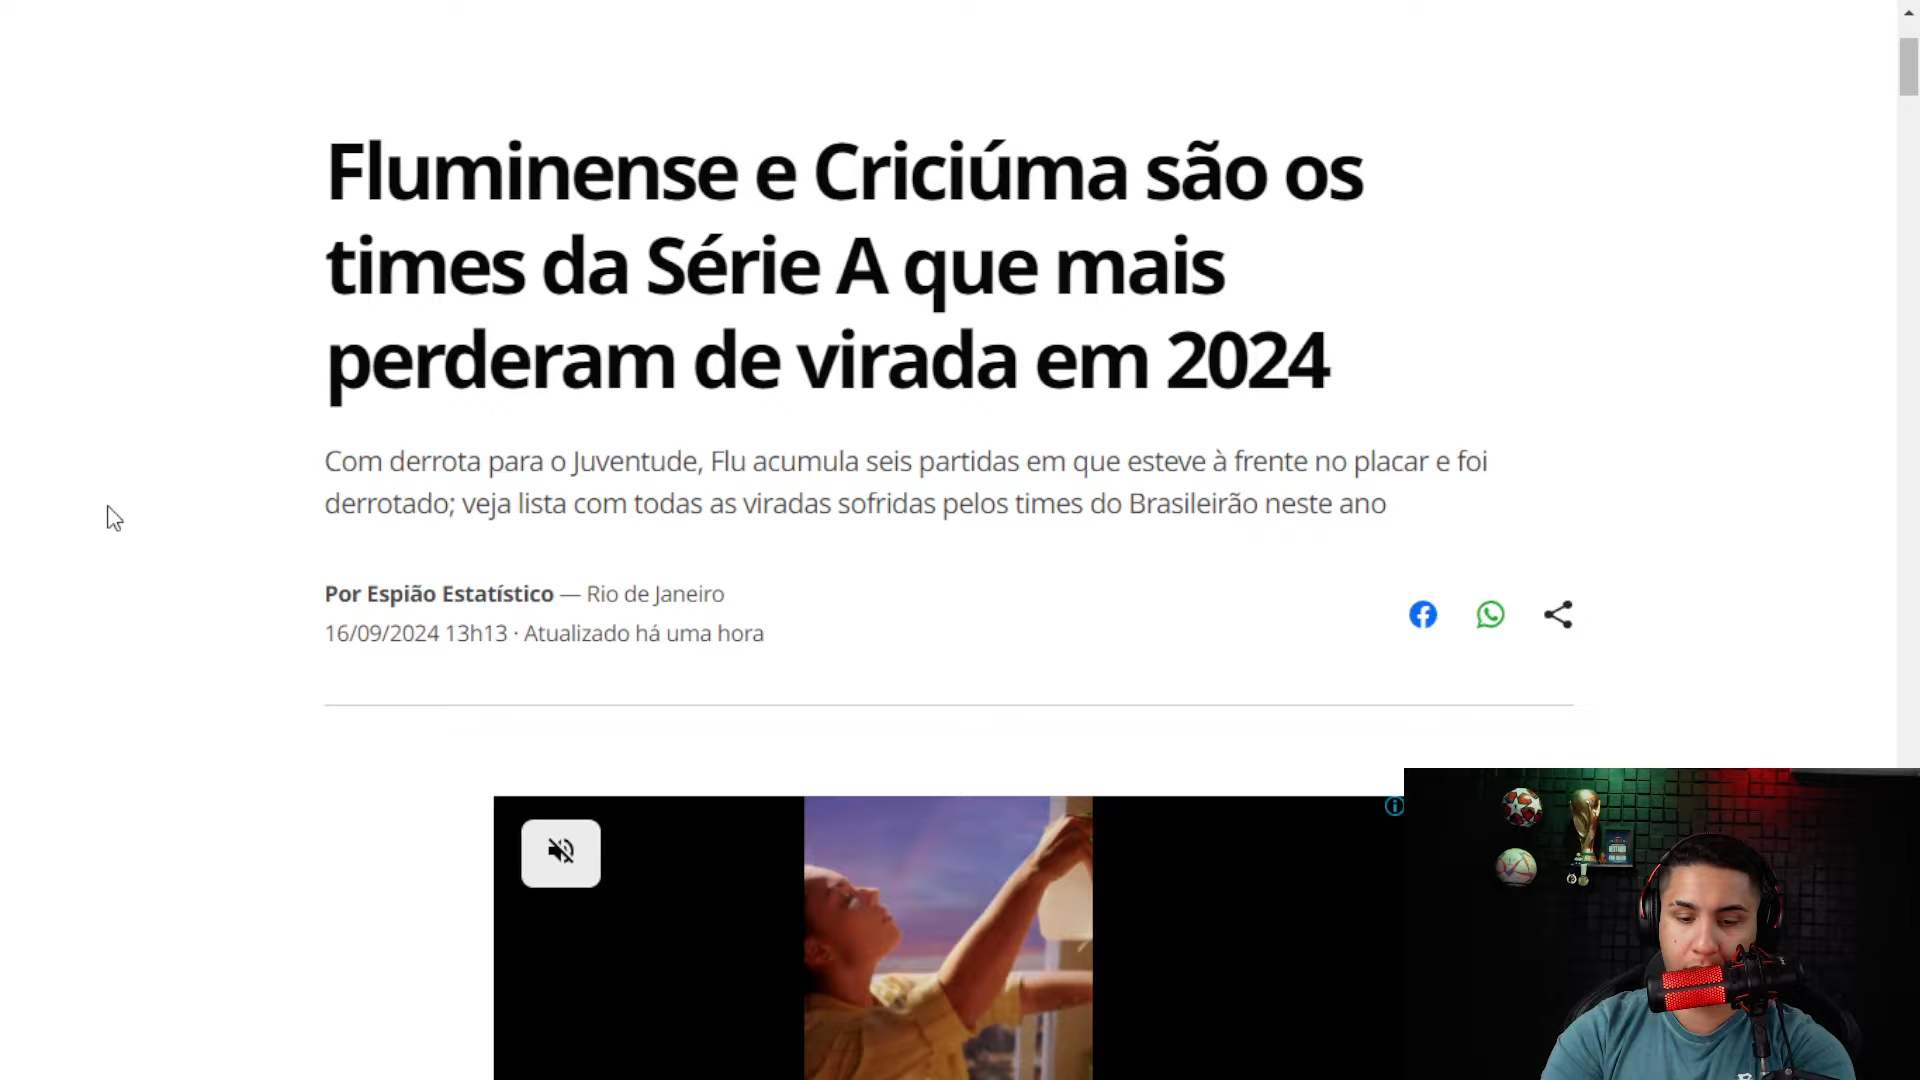 Fluminense e Criciúma são os
times da Série A que mais
perderam de virada em 2024
Com derrota para o Juventude, Flu acumula seis partidas em que esteve à frente no placar e foi
derrotado; veja lista com todas as viradas sofridas pelos times do Brasileirão neste ano
Por Espião Estatístico — Rio de Janeiro
16/09/2024 13h13 · Atualizado há uma hora